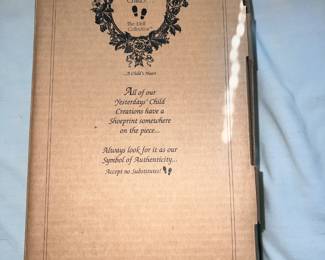 The Doll
Collection™
...A Child's Heart
All of our
Yesterdays' Child
Creations have a
Shoeprint somewhere
on the piece...
Always look for it as our
Symbol of Authenticity...
Accept no Substitutes!